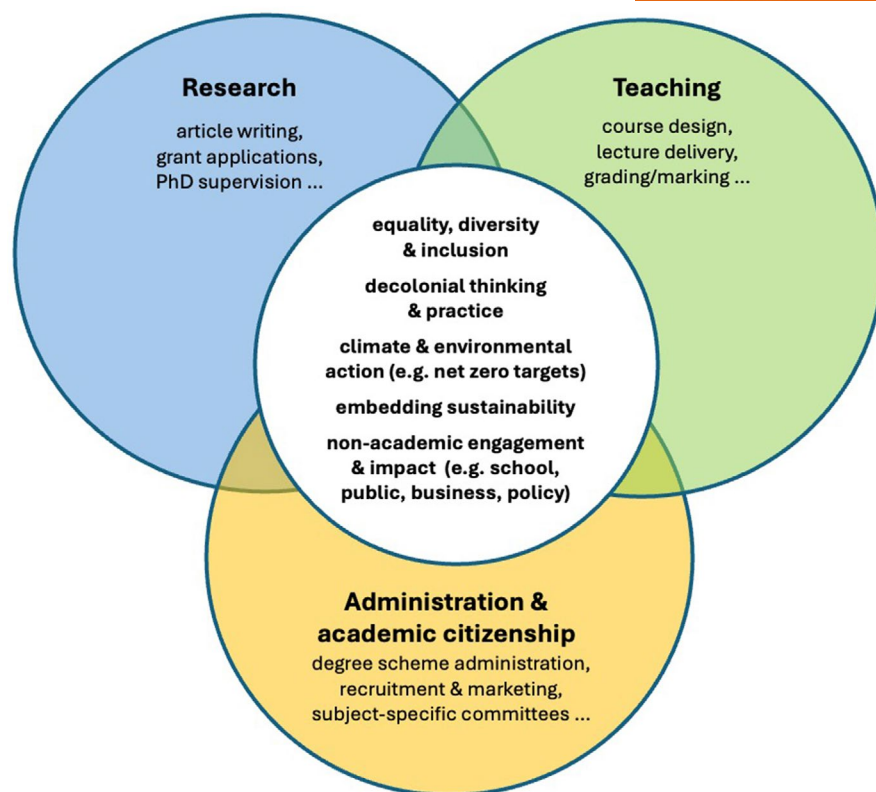 Research
article writing,
grant applications,
PhD supervision ...
Teaching
course design,
lecture delivery,
grading/marking ...
equality, diversity
& inclusion
decolonial thinking
& practice
climate & environmental
action (e.g. net zero targets)
embedding sustainability
non-academic engagement
& impact (e.g. school,
public, business, policy)
Administration &
academic citizenship
degree scheme administration,
recruitment & marketing,
subject-specific committees ...